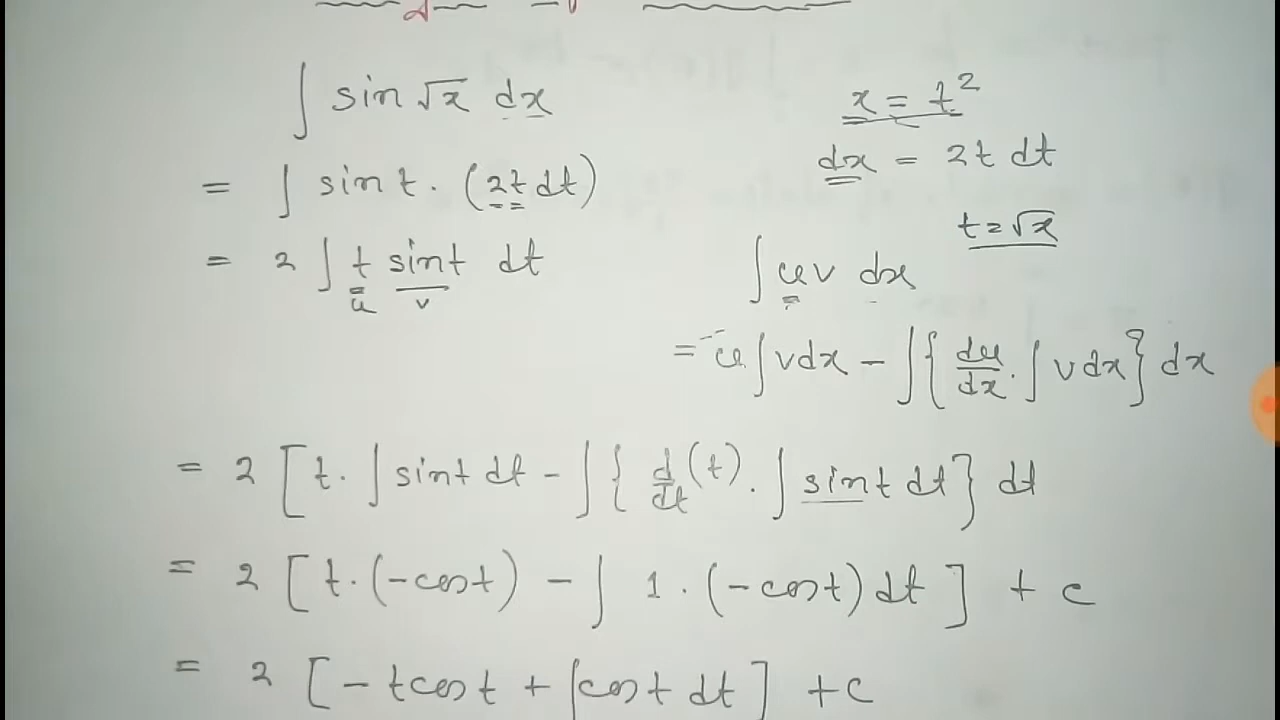 ∫ sin √x dx
x = t²
dx = 2t dt
= ∫ sin t . (2t dt)
t = √x
= 2 ∫ t sin t dt
u v
∫ uv dx
= u ∫ v dx − ∫ { du/dx . ∫ v dx } dx
= 2 [ t . ∫ sin t dt − ∫ { d/dt (t) . ∫ sin t dt } dt
= 2 [ t . (−cos t) − ∫ 1 . (−cos t) dt ] + c
= 2 [ − t cos t + ∫ cos t dt ] + c